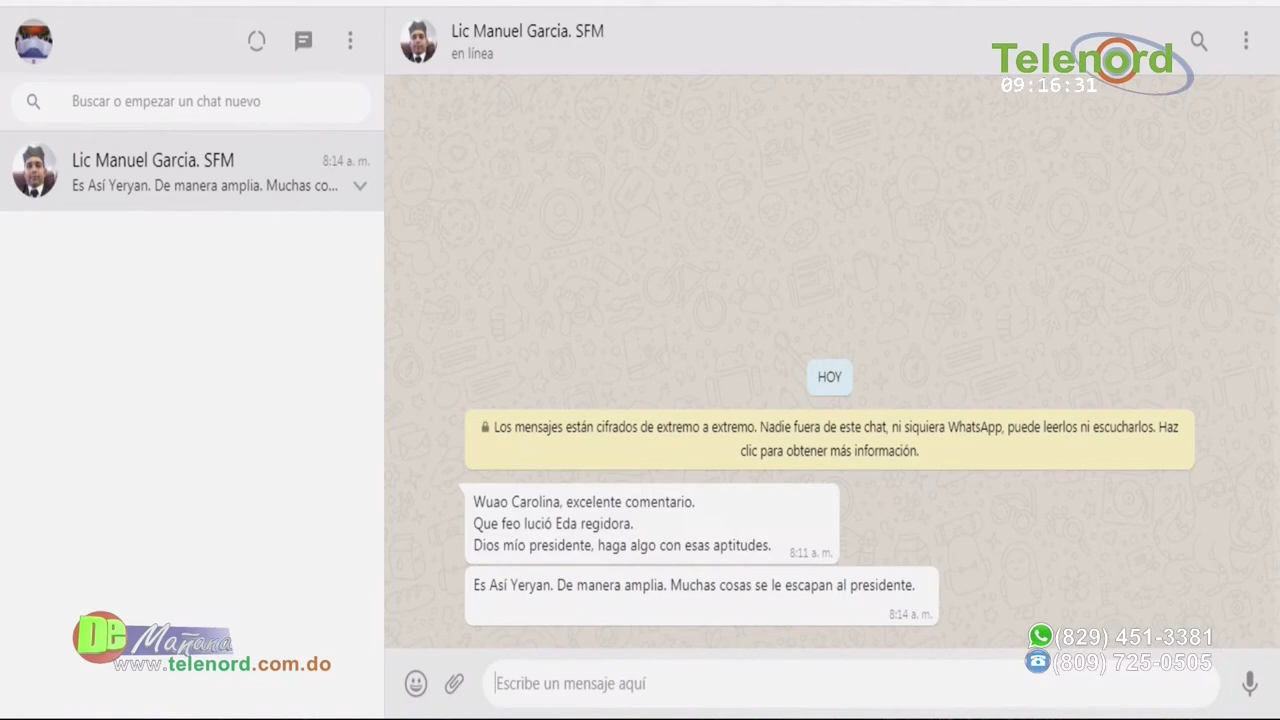 Lic Manuel Garcia. SFM
en línea
Telenord
09:16:31
Buscar o empezar un chat nuevo
Lic Manuel Garcia. SFM
8:14 a. m.
Es Así Yeryan. De manera amplia. Muchas co...
HOY
Los mensajes están cifrados de extremo a extremo. Nadie fuera de este chat, ni siquiera WhatsApp, puede leerlos ni escucharlos. Haz
clic para obtener más información.
Wuao Carolina, excelente comentario.
Que feo lució Eda regidora.
Dios mío presidente, haga algo con esas aptitudes.
8:11 a. m.
Es Así Yeryan. De manera amplia. Muchas cosas se le escapan al presidente.
8:14 a. m.
De Mañana
www.telenord.com.do
(829) 451-3381
(809) 725-0505
Escribe un mensaje aquí